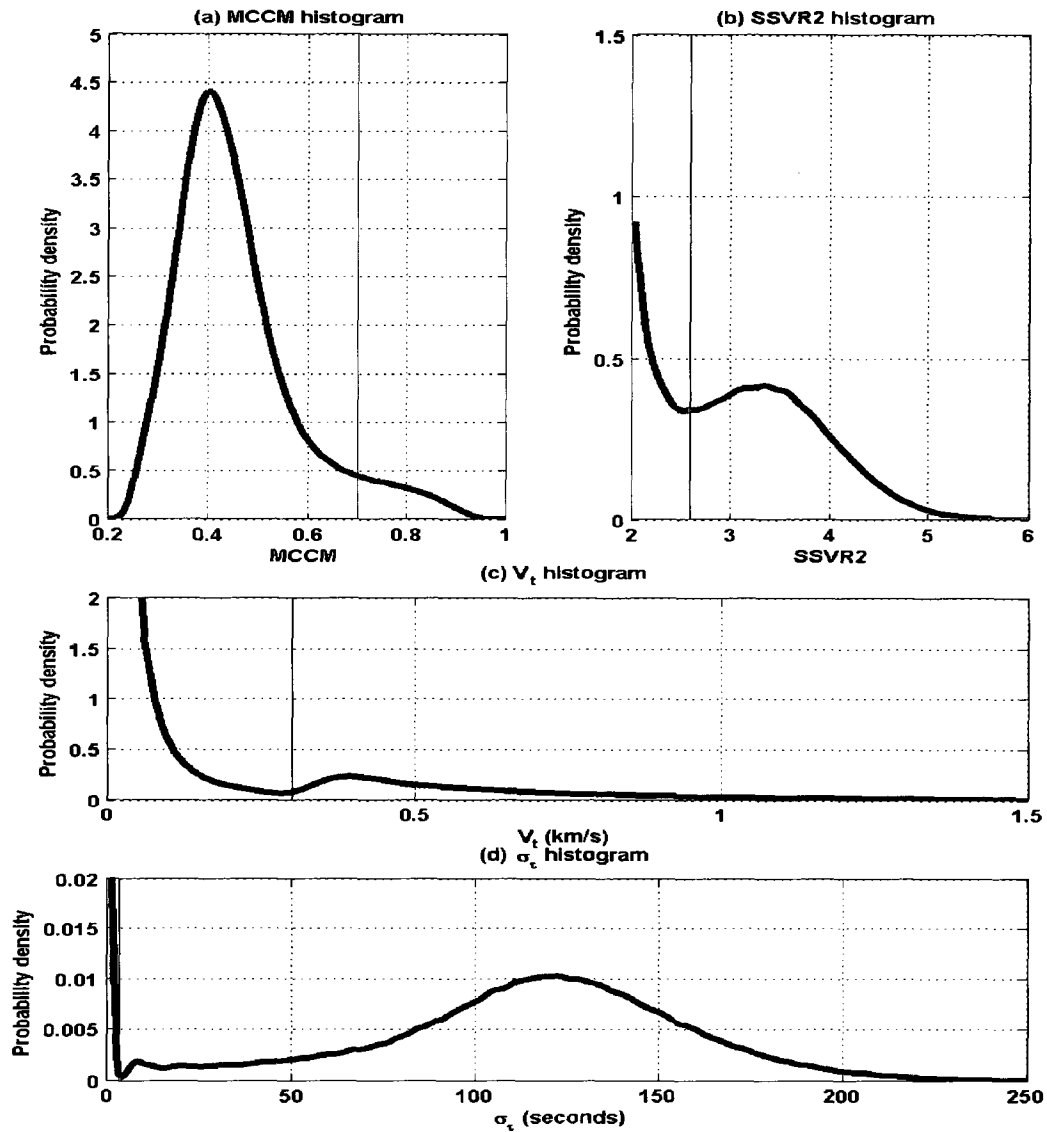 (a) MCCM histogram
5
4.5
4
3.5
3
2.5
2
1.5
1
0.5
0
Probability density
0.2 0.4 0.6 0.8 1
MCCM
(b) SSVR2 histogram
1.5
1
0.5
0
Probability density
2 3 4 5 6
SSVR2
(c) Vt histogram
2
1.5
1
0.5
0
Probability density
0 0.5 1 1.5
Vt (km/s)
(d) στ histogram
0.02
0.015
0.01
0.005
0
Probability density
0 50 100 150 200 250
στ (seconds)